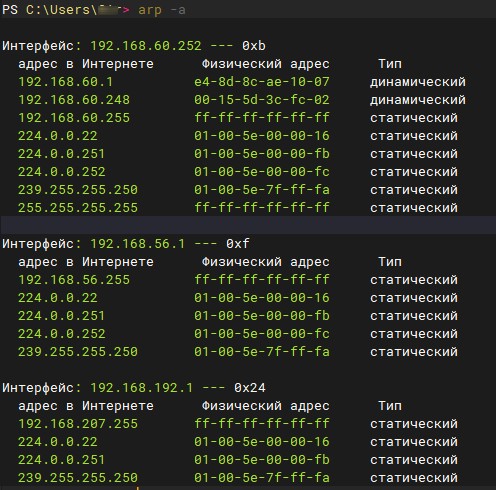 PS C:\Users\> arp -a
Интерфейс: 192.168.60.252 --- 0xb
адрес в Интернете Физический адрес Тип
192.168.60.1 e4-8d-8c-ae-10-07 динамический
192.168.60.248 00-15-5d-3c-fc-02 динамический
192.168.60.255 ff-ff-ff-ff-ff-ff статический
224.0.0.22 01-00-5e-00-00-16 статический
224.0.0.251 01-00-5e-00-00-fb статический
224.0.0.252 01-00-5e-00-00-fc статический
239.255.255.250 01-00-5e-7f-ff-fa статический
255.255.255.255 ff-ff-ff-ff-ff-ff статический
Интерфейс: 192.168.56.1 --- 0xf
адрес в Интернете Физический адрес Тип
192.168.56.255 ff-ff-ff-ff-ff-ff статический
224.0.0.22 01-00-5e-00-00-16 статический
224.0.0.251 01-00-5e-00-00-fb статический
224.0.0.252 01-00-5e-00-00-fc статический
239.255.255.250 01-00-5e-7f-ff-fa статический
Интерфейс: 192.168.192.1 --- 0x24
адрес в Интернете Физический адрес Тип
192.168.207.255 ff-ff-ff-ff-ff-ff статический
224.0.0.22 01-00-5e-00-00-16 статический
224.0.0.251 01-00-5e-00-00-fb статический
239.255.255.250 01-00-5e-7f-ff-fa статический